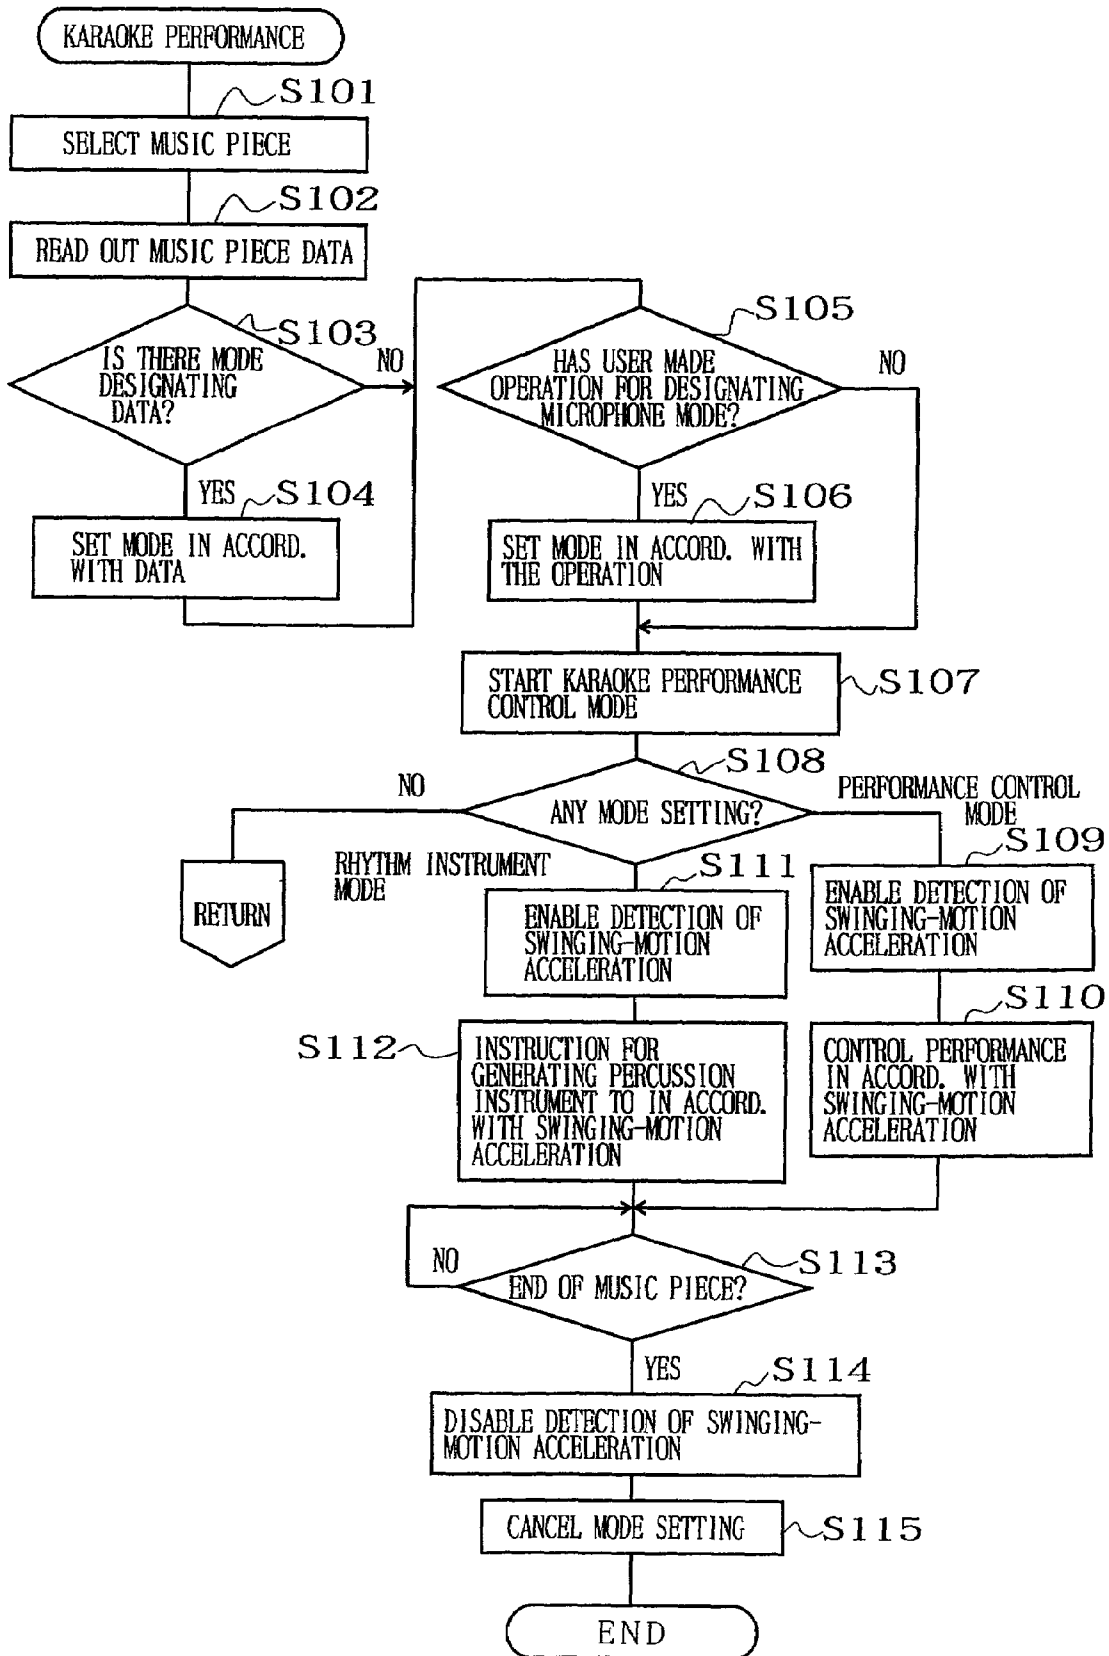 KARAOKE PERFORMANCE
S101
SELECT MUSIC PIECE
S102
READ OUT MUSIC PIECE DATA
S103
IS THERE MODE
DESIGNATING
DATA?
NO
YES
S104
SET MODE IN ACCORD.
WITH DATA
S105
HAS USER MADE
OPERATION FOR DESIGNATING
MICROPHONE MODE?
NO
YES
S106
SET MODE IN ACCORD. WITH
THE OPERATION
START KARAOKE PERFORMANCE
CONTROL MODE
S107
S108
ANY MODE SETTING?
NO
RETURN
PERFORMANCE CONTROL
MODE
S109
ENABLE DETECTION OF
SWINGING-MOTION
ACCELERATION
S110
CONTROL PERFORMANCE
IN ACCORD. WITH
SWINGING-MOTION
ACCELERATION
RHYTHM INSTRUMENT
MODE
S111
ENABLE DETECTION OF
SWINGING-MOTION
ACCELERATION
S112
INSTRUCTION FOR
GENERATING PERCUSSION
INSTRUMENT TO IN ACCORD.
WITH SWINGING-MOTION
ACCELERATION
S113
END OF MUSIC PIECE?
NO
YES
S114
DISABLE DETECTION OF SWINGING-
MOTION ACCELERATION
CANCEL MODE SETTING
S115
END